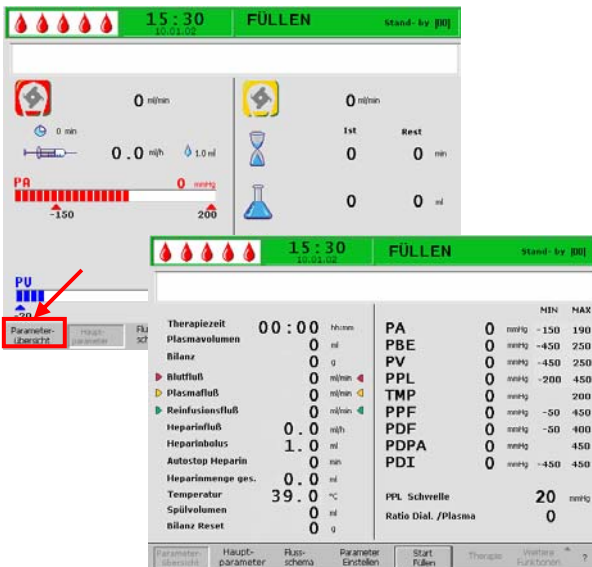 15:30 FÜLLEN Stand- by [00]
10.01.02
0 ml/min 0 ml/min
0 min Ist Rest
0.0 ml/h 1.0 ml 0 0 min
PA 0 mmHg
-150 200 0 0 ml
PV
-20
Parameter-
übersicht
Haupt-
parameter
15:30 FÜLLEN Stand- by [00]
10.01.02
MIN MAX
Therapiezeit 00:00 hh:mm PA 0 mmHg -150 190
Plasmavolumen 0 ml PBE 0 mmHg -450 250
Bilanz 0 g PV 0 mmHg -450 250
Blutfluß 0 ml/min PPL 0 mmHg -200 450
Plasmafluß 0 ml/min TMP 0 mmHg 200
Reinfusionsfluß 0 ml/min PPF 0 mmHg -50 450
Heparinfluß 0.0 ml/h PDF 0 mmHg -50 400
Heparinbolus 1.0 ml PDPA 0 mmHg 450
Autostop Heparin 0 min PDI 0 mmHg -450 450
Heparinmenge ges. 0.0 ml
Temperatur 39.0 °C PPL Schwelle 20 mmHg
Spülvolumen 0 ml Ratio Dial. /Plasma 0
Bilanz Reset 0 g
Parameter- Haupt- Fluss- Parameter Start Therapie Weitere ?
übersicht parameter schema Einstellen Füllen Funktionen